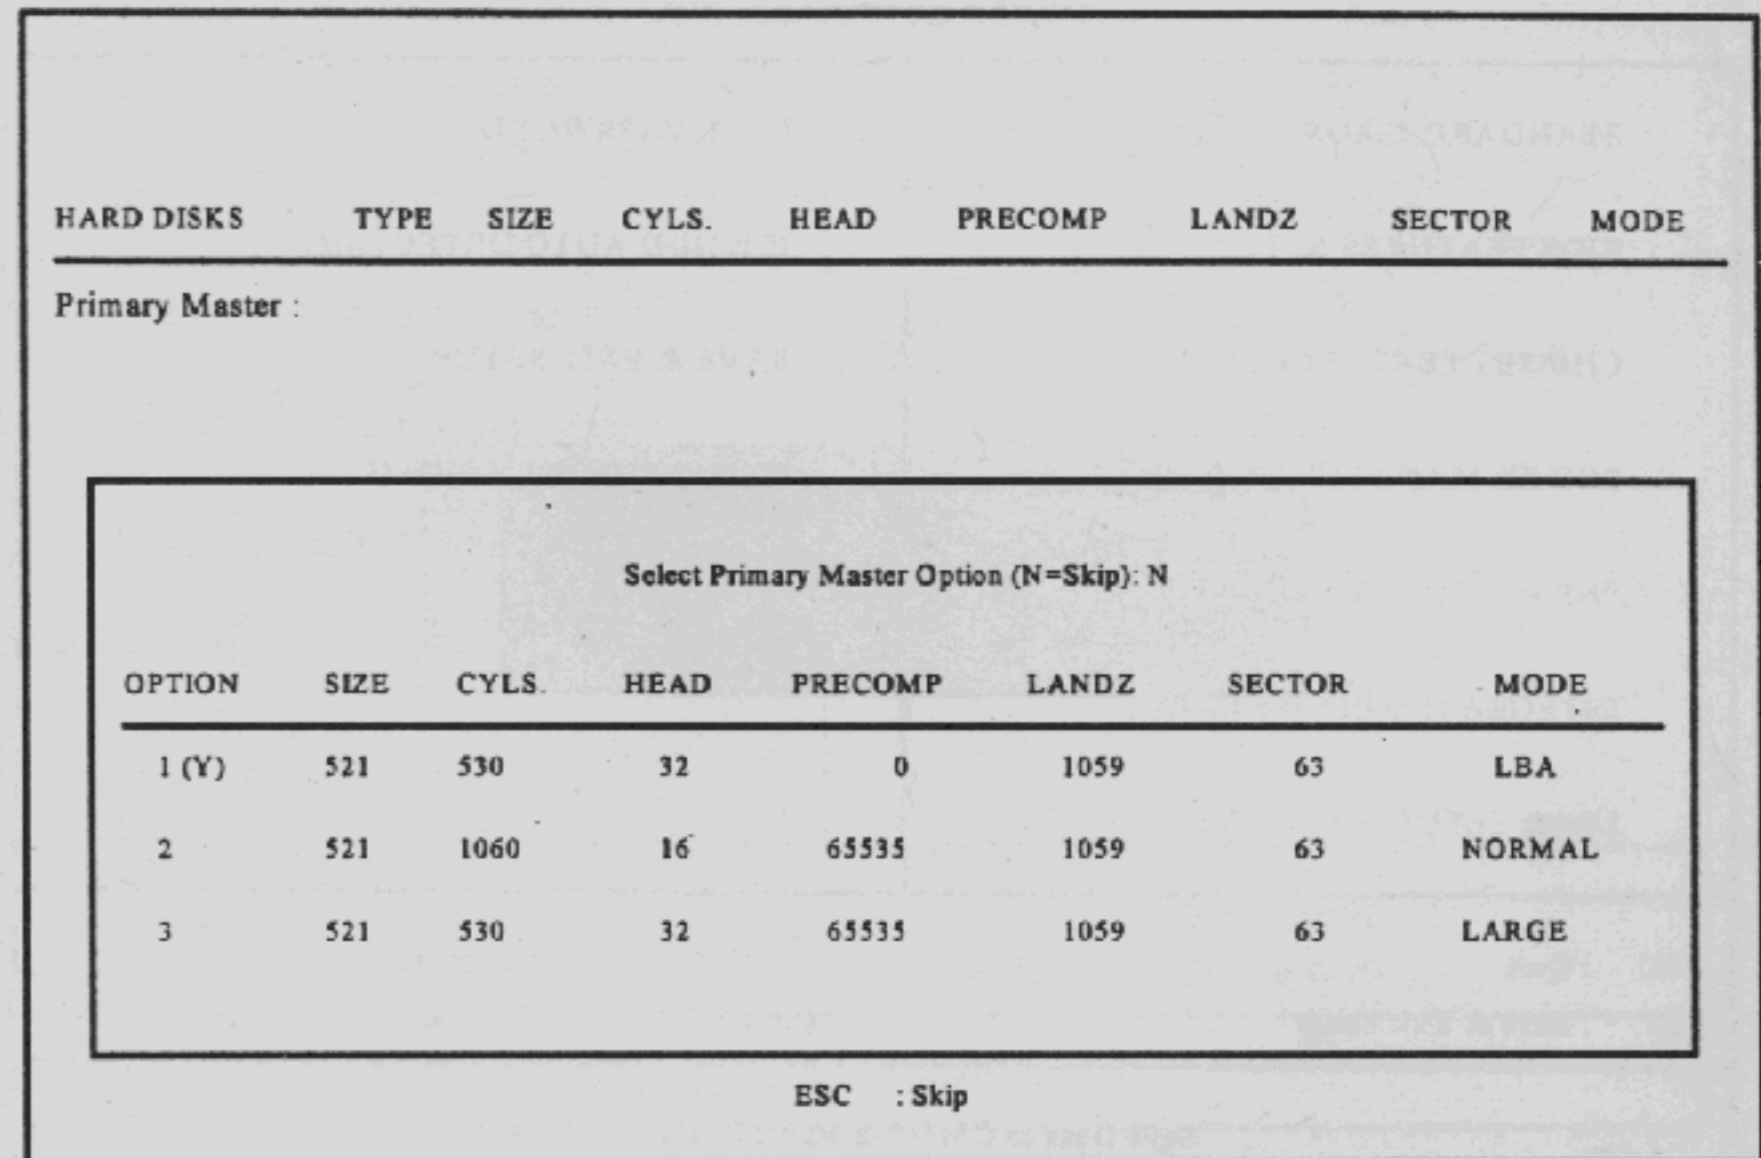 HARD DISKS TYPE SIZE CYLS. HEAD PRECOMP LANDZ SECTOR MODE
Primary Master :
Select Primary Master Option (N=Skip): N
OPTION SIZE CYLS. HEAD PRECOMP LANDZ SECTOR MODE
1 (Y) 521 530 32 0 1059 63 LBA
2 521 1060 16 65535 1059 63 NORMAL
3 521 530 32 65535 1059 63 LARGE
ESC : Skip